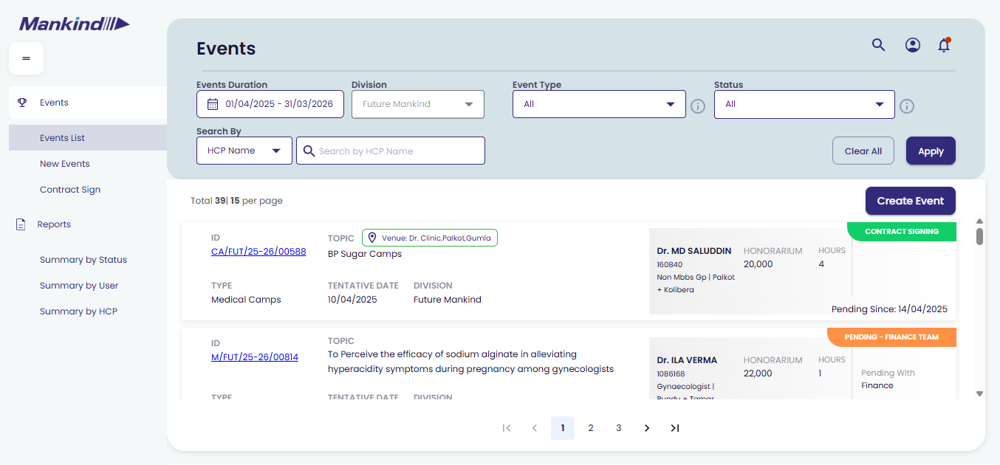 Mankind
Events
Events Duration
Division
Event Type
Status
01/04/2025 - 31/03/2026
Future Mankind
All
All
Search By
HCP Name
Search by HCP Name
Clear All
Apply
Events
Events List
New Events
Contract Sign
Reports
Summary by Status
Summary by User
Summary by HCP
Total 39| 15 per page
Create Event
CONTRACT SIGNING
ID
CA/FUT/25-26/00588
TOPIC
Venue: Dr. Clinic,Palkot,Gumla
BP Sugar Camps
TYPE
Medical Camps
TENTATIVE DATE
10/04/2025
DIVISION
Future Mankind
Dr. MD SALUDDIN
160840
Non Mbbs Gp | Palkot
+ Kolibera
HONORARIUM
20,000
HOURS
4
Pending Since: 14/04/2025
PENDING - FINANCE TEAM
ID
M/FUT/25-26/00814
TOPIC
To Perceive the efficacy of sodium alginate in alleviating
hyperacidity symptoms during pregnancy among gynecologists
TYPE
TENTATIVE DATE
DIVISION
Dr. ILA VERMA
1086168
Gynaecologist |
Bundu + Tamar
HONORARIUM
22,000
HOURS
1
Pending With
Finance
1
2
3